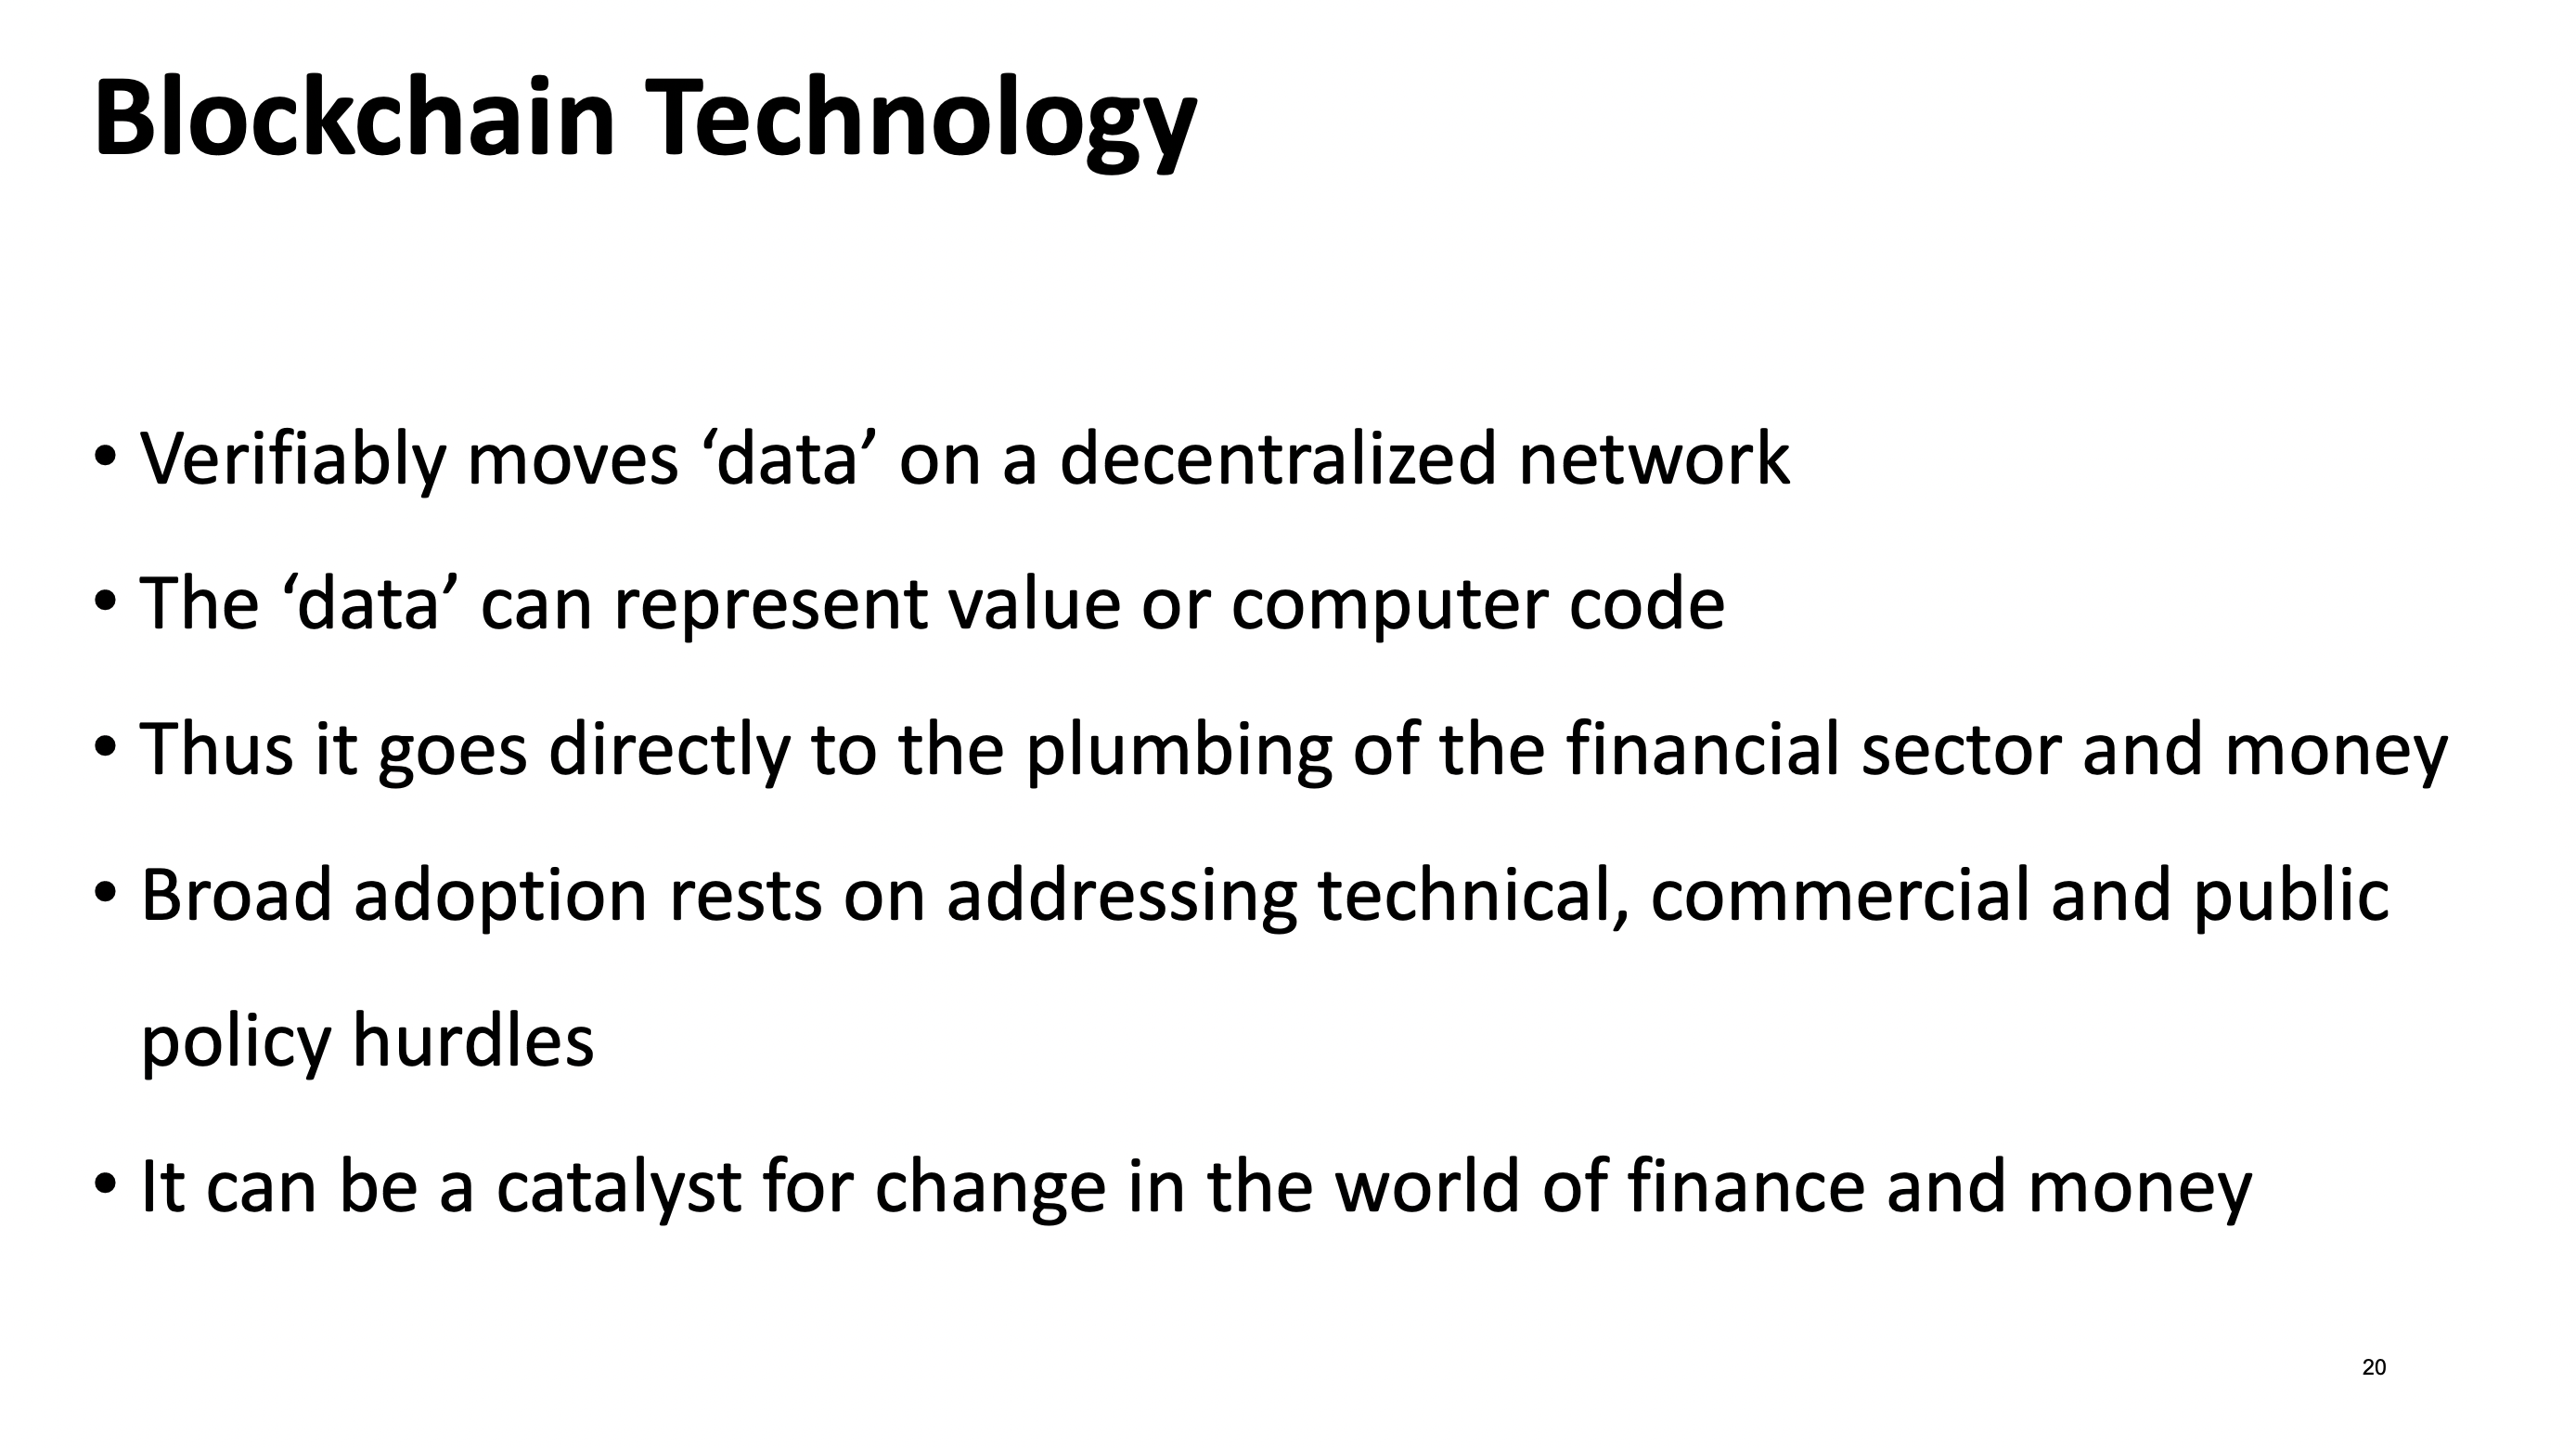 Blockchain Technology
• Verifiably moves ‘data’ on a decentralized network
• The ‘data’ can represent value or computer code
• Thus it goes directly to the plumbing of the financial sector and money
• Broad adoption rests on addressing technical, commercial and public
policy hurdles
• It can be a catalyst for change in the world of finance and money
20